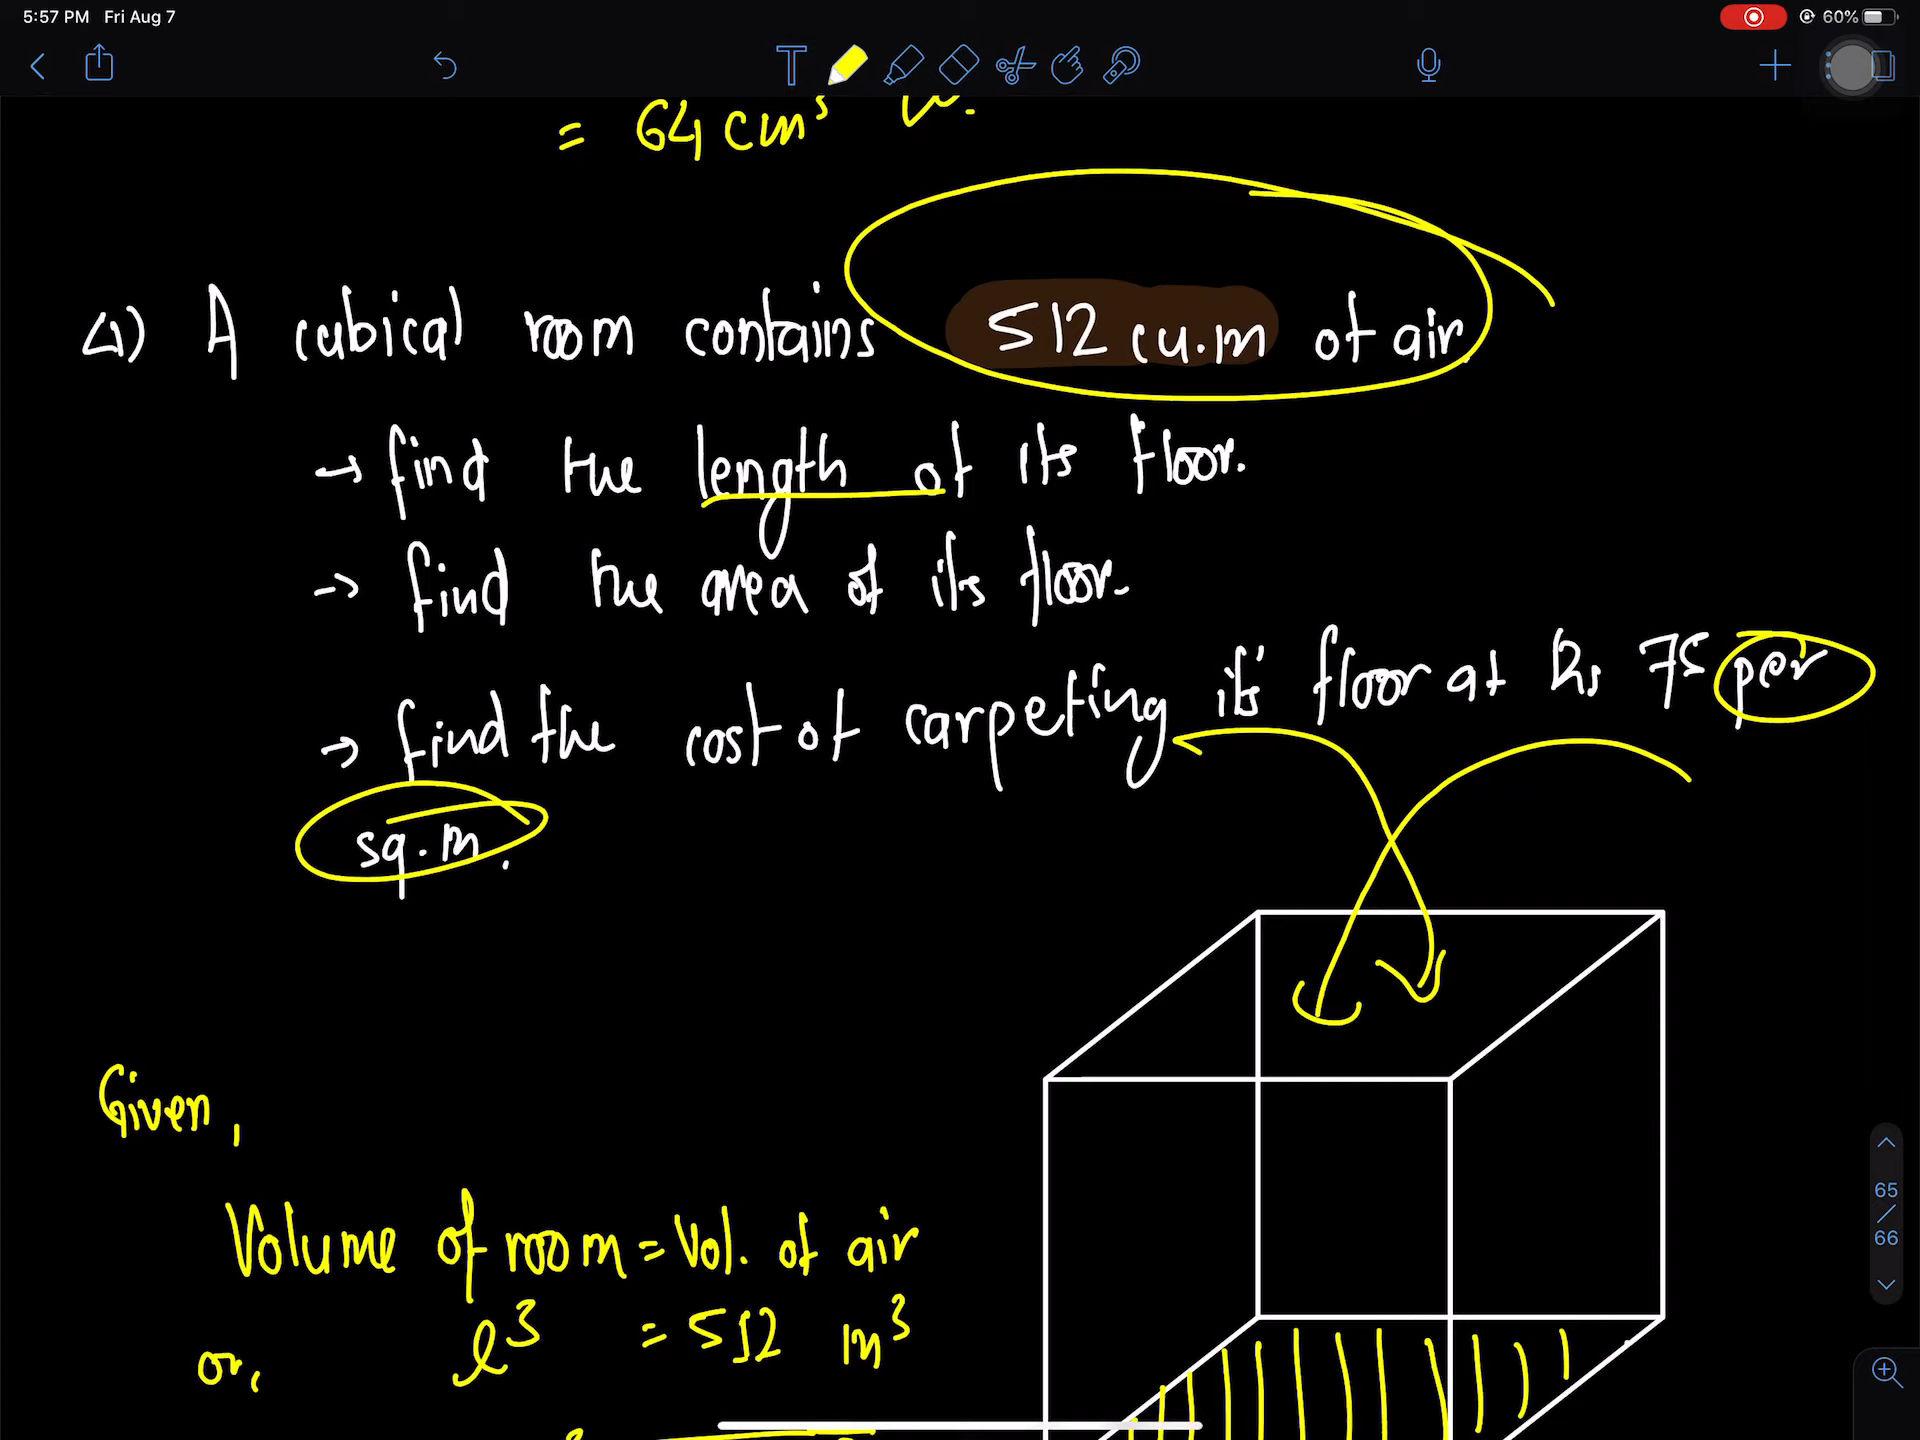 5:57 PM Fri Aug 7
60%
= 64 cm³
4) A cubical room contains 512 cu.m of air
→ find the length of its floor.
→ find the area of its floor.
→ find the cost of carpeting its floor at Rs 75 per
sq.m.
Given,
Volume of room = Vol. of air
or, l³ = 512 m³
65
/
66